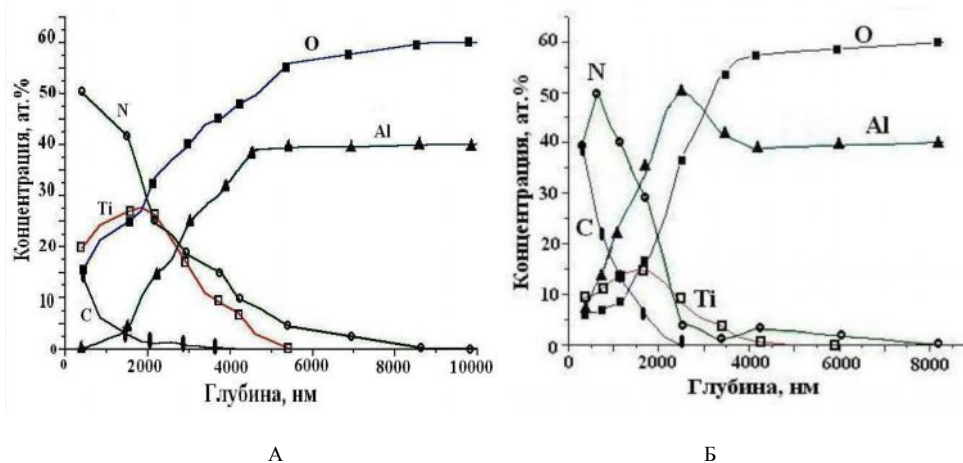 Концентрация, ат.%
60
50
40
30
20
10
0
N
O
Al
Ti
C
0 2000 4000 6000 8000 10000
Глубина, нм
А
Концентрация, ат.%
60
50
40
30
20
10
0
N
O
Al
C
Ti
0 2000 4000 6000 8000
Глубина, нм
Б